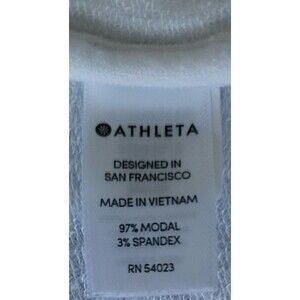 ATHLETA
DESIGNED IN
SAN FRANCISCO
MADE IN VIETNAM
97% MODAL
3% SPANDEX
RN 54023